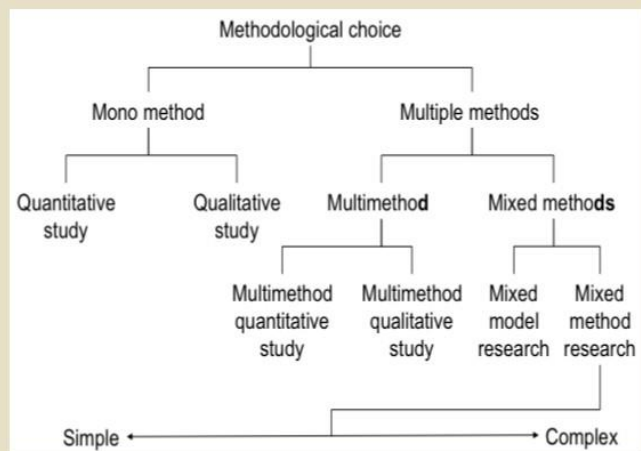 Methodological choice
Mono method
Multiple methods
Quantitative
study
Qualitative
study
Multimethod
Mixed methods
Multimethod
quantitative
study
Multimethod
qualitative
study
Mixed
model
research
Mixed
method
research
Simple
Complex